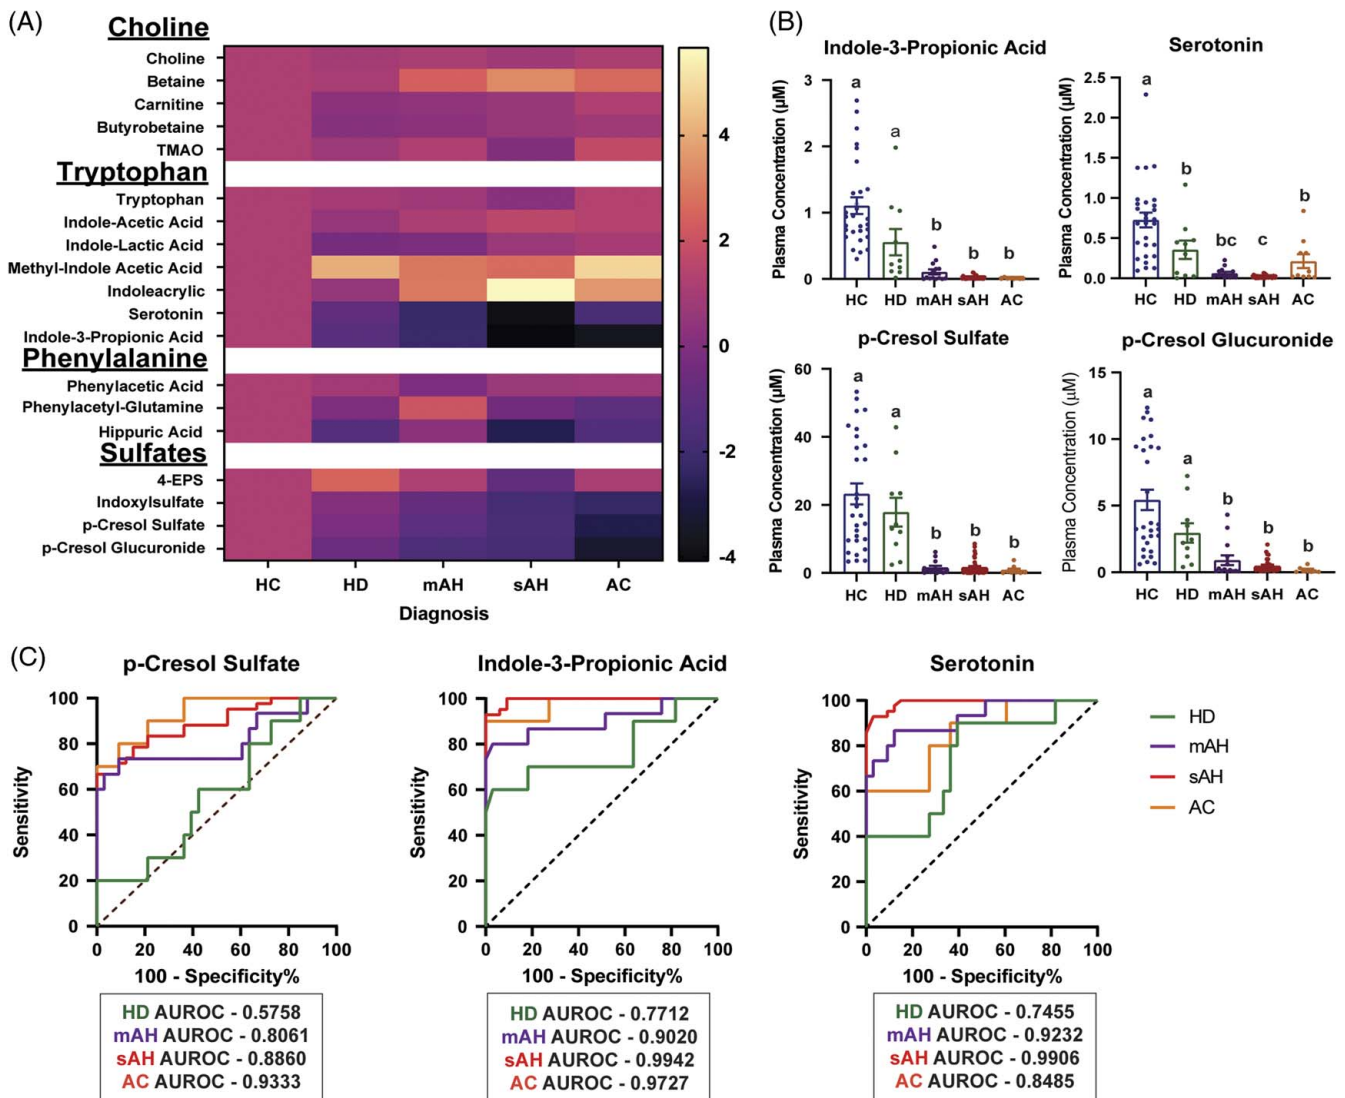 (A)
Choline
Choline
Betaine
Carnitine
Butyrobetaine
TMAO
Tryptophan
Tryptophan
Indole-Acetic Acid
Indole-Lactic Acid
Methyl-Indole Acetic Acid
Indoleacrylic
Serotonin
Indole-3-Propionic Acid
Phenylalanine
Phenylacetic Acid
Phenylacetyl-Glutamine
Hippuric Acid
Sulfates
4-EPS
Indoxylsulfate
p-Cresol Sulfate
p-Cresol Glucuronide
HC HD mAH sAH AC
Diagnosis
4
2
0
-2
-4
(B)
Indole-3-Propionic Acid
Plasma Concentration (µM)
3
2
1
0
a a b b b
HC HD mAH sAH AC
Serotonin
Plasma Concentration (µM)
2.5
2.0
1.5
1.0
0.5
0.0
a b bc c b
HC HD mAH sAH AC
p-Cresol Sulfate
Plasma Concentration (µM)
60
40
20
0
a a b b b
HC HD mAH sAH AC
p-Cresol Glucuronide
Plasma Concentration (µM)
15
10
5
0
a a b b b
HC HD mAH sAH AC
(C)
p-Cresol Sulfate
Sensitivity
100
80
60
40
20
0
0 20 40 60 80 100
100 - Specificity%
HD AUROC - 0.5758
mAH AUROC - 0.8061
sAH AUROC - 0.8860
AC AUROC - 0.9333
Indole-3-Propionic Acid
Sensitivity
100
80
60
40
20
0
0 20 40 60 80 100
100 - Specificity%
HD AUROC - 0.7712
mAH AUROC - 0.9020
sAH AUROC - 0.9942
AC AUROC - 0.9727
Serotonin
Sensitivity
100
80
60
40
20
0
0 20 40 60 80 100
100 - Specificity%
HD AUROC - 0.7455
mAH AUROC - 0.9232
sAH AUROC - 0.9906
AC AUROC - 0.8485
HD
mAH
sAH
AC